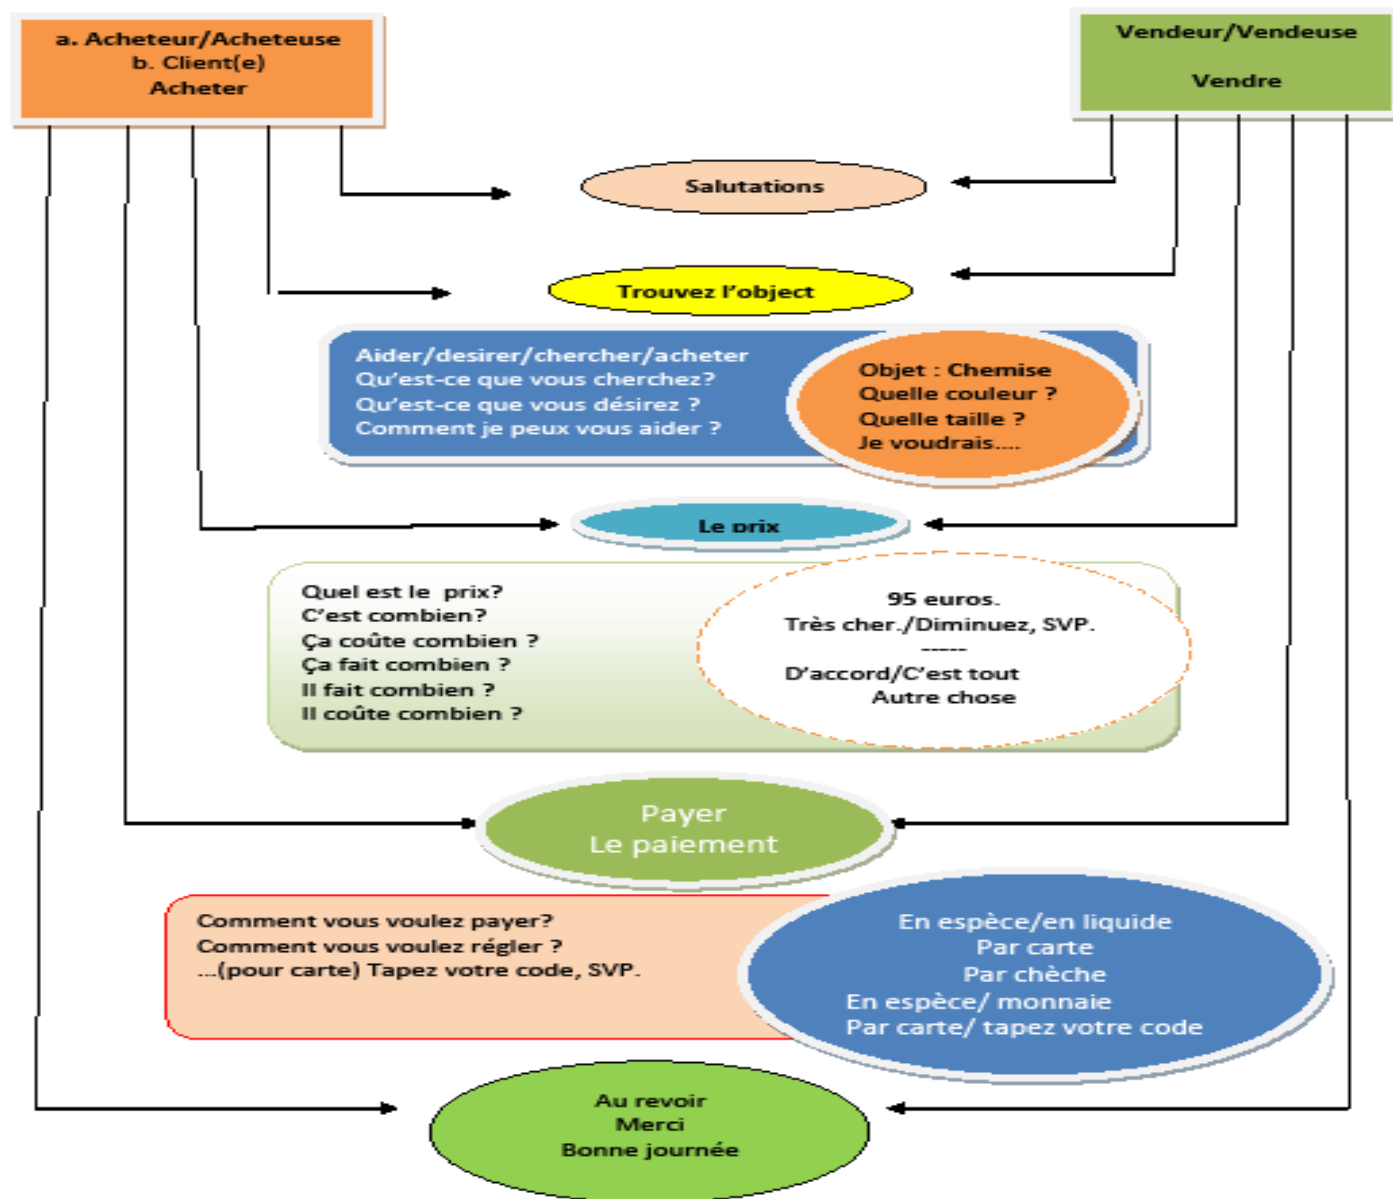 a. Acheteur/Acheteuse
b. Client(e)
Acheter
Vendeur/Vendeuse
Vendre
Salutations
Trouvez l’object
Aider/desirer/chercher/acheter
Qu’est-ce que vous cherchez?
Qu’est-ce que vous désirez ?
Comment je peux vous aider ?
Objet : Chemise
Quelle couleur ?
Quelle taille ?
Je voudrais....
Le prix
Quel est le prix?
C’est combien?
Ça coûte combien ?
Ça fait combien ?
Il fait combien ?
Il coûte combien ?
95 euros.
Très cher./Diminuez, SVP.
-----
D’accord/C’est tout
Autre chose
Payer
Le paiement
Comment vous voulez payer?
Comment vous voulez régler ?
...(pour carte) Tapez votre code, SVP.
En espèce/en liquide
Par carte
Par chèche
En espèce/ monnaie
Par carte/ tapez votre code
Au revoir
Merci
Bonne journée